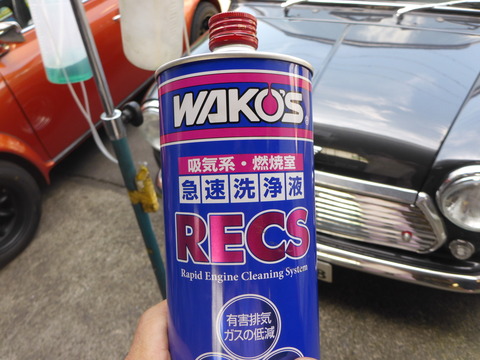 WAKO'S
吸気系・燃焼室
急速洗浄液
RECS
Rapid Engine Cleaning System
有害排気
ガスの低減